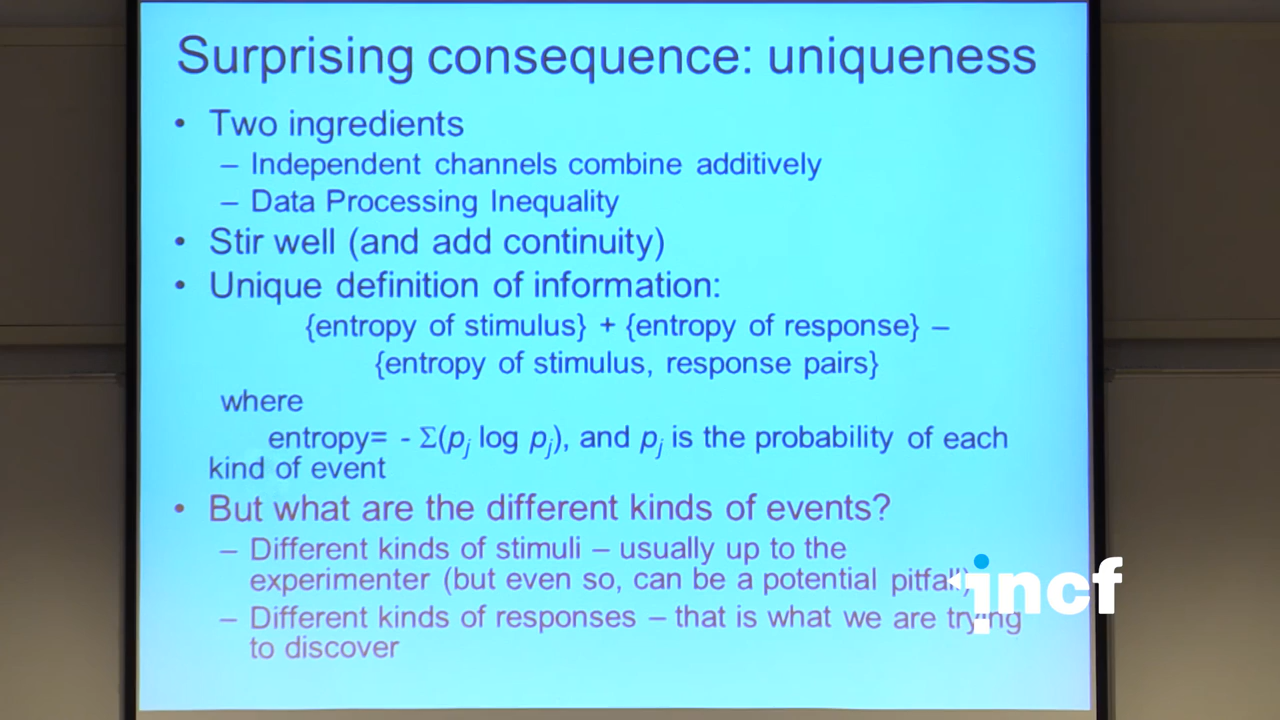 Surprising consequence: uniqueness
• Two ingredients
– Independent channels combine additively
– Data Processing Inequality
• Stir well (and add continuity)
• Unique definition of information:
{entropy of stimulus} + {entropy of response} –
{entropy of stimulus, response pairs}
where
entropy= - Σ(pj log pj), and pj is the probability of each
kind of event
• But what are the different kinds of events?
– Different kinds of stimuli – usually up to the
experimenter (but even so, can be a potential pitfall)
– Different kinds of responses – that is what we are trying
to discover
incf